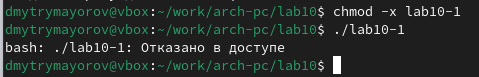 dmytrymayorov@vbox:~/work/arch-pc/lab10$ chmod -x lab10-1
dmytrymayorov@vbox:~/work/arch-pc/lab10$ ./lab10-1
bash: ./lab10-1: Отказано в доступе
dmytrymayorov@vbox:~/work/arch-pc/lab10$